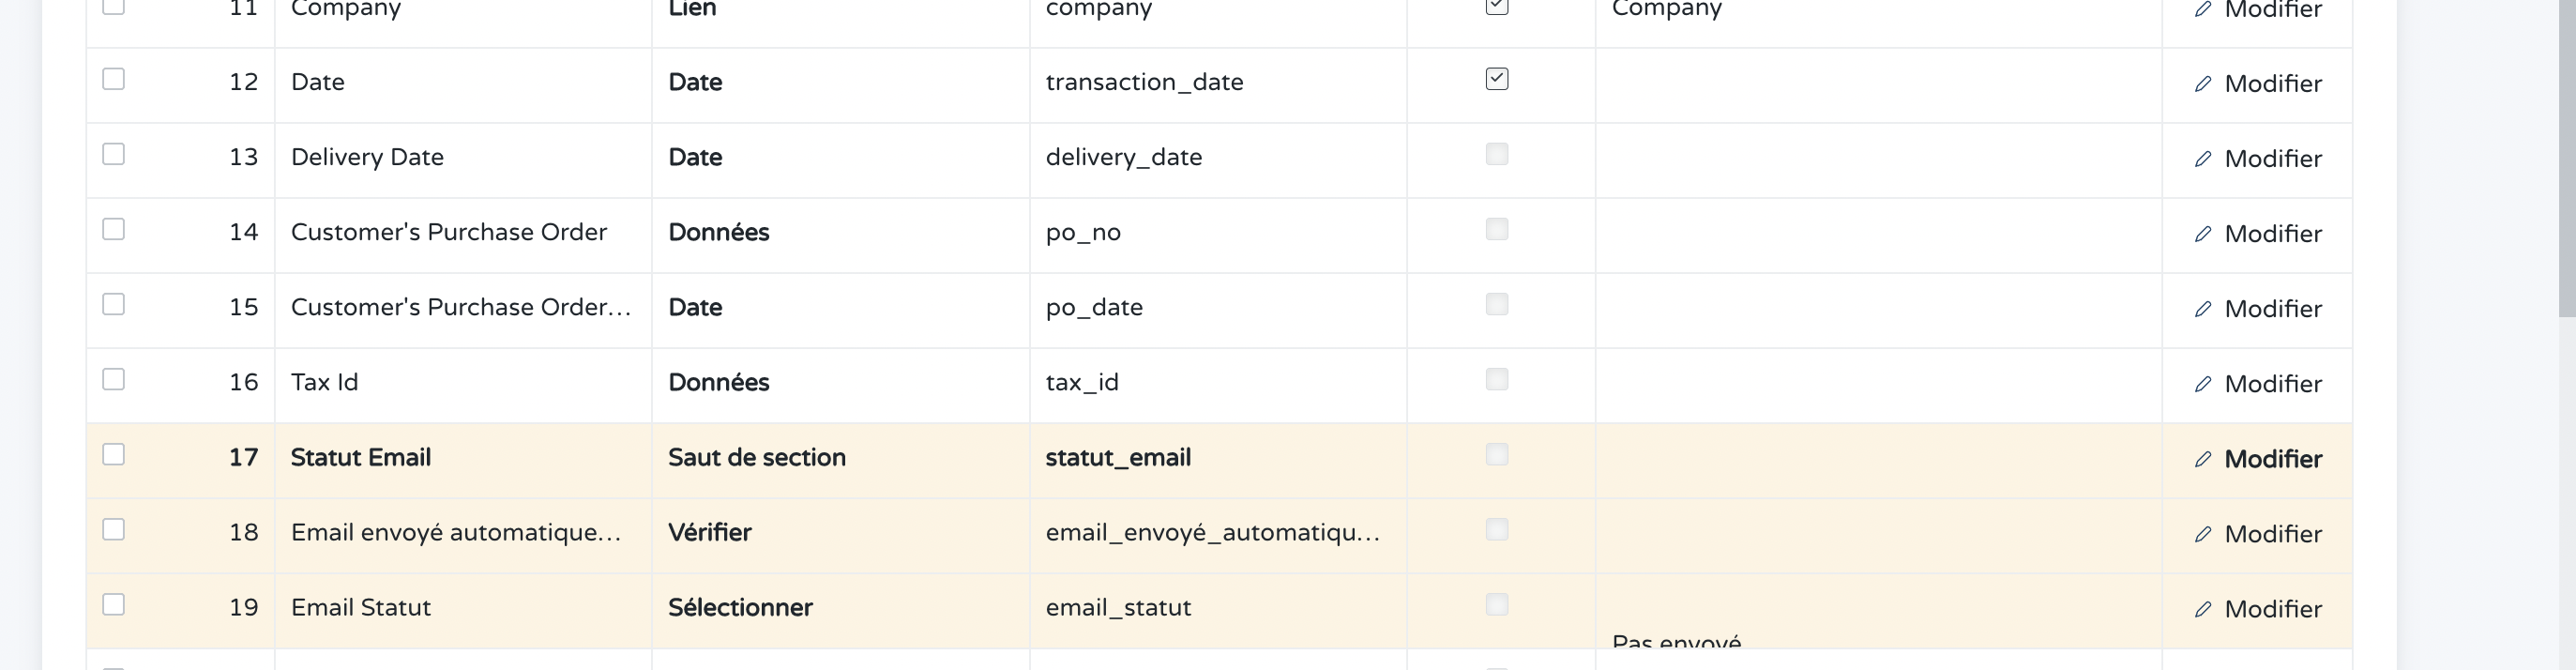 11 Company Lien company Company Modifier
12 Date Date transaction_date Modifier
13 Delivery Date Date delivery_date Modifier
14 Customer's Purchase Order Données po_no Modifier
15 Customer's Purchase Order... Date po_date Modifier
16 Tax Id Données tax_id Modifier
17 Statut Email Saut de section statut_email Modifier
18 Email envoyé automatique... Vérifier email_envoyé_automatiqu... Modifier
19 Email Statut Sélectionner email_statut Modifier
Pas envoyé